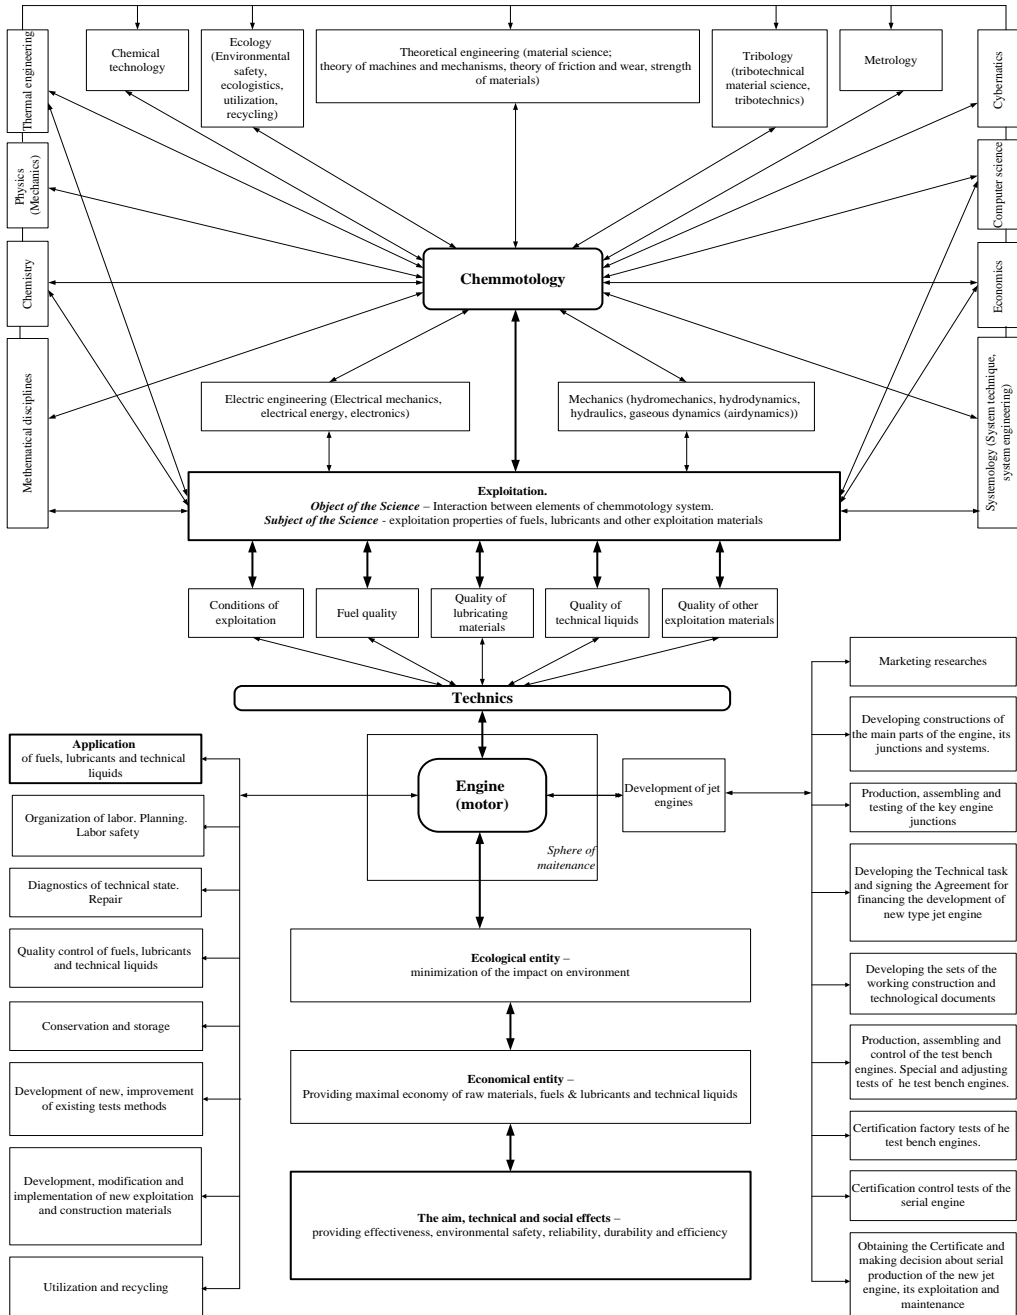 Thermal engineering
Chemical
technology
Ecology
(Environmental
safety,
ecologistics,
utilization,
recycling)
Theoretical engineering (material science;
theory of machines and mechanisms, theory of friction and wear, strength
of materials)
Tribology
(tribotechnical
material science,
tribotechnics)
Metrology
Cybernatics
Physics
(Mechanics)
Computer science
Chemmotology
Chemistry
Economics
Methematical disciplines
Electric engineering (Electrical mechanics,
electrical energy, electronics)
Mechanics (hydromechanics, hydrodynamics,
hydraulics, gaseous dynamics (airdynamics))
Systemology (System technique,
system engineering)
Exploitation.
Object of the Science – Interaction between elements of chemmotology system.
Subject of the Science - exploitation properties of fuels, lubricants and other exploitation materials
Conditions of
exploitation
Fuel quality
Quality of
lubricating
materials
Quality of
technical liquids
Quality of other
exploitation materials
Technics
Engine
(motor)
Sphere of
maitenance
Development of jet
engines
Application
of fuels, lubricants and technical
liquids
Organization of labor. Planning.
Labor safety
Diagnostics of technical state.
Repair
Quality control of fuels, lubricants
and technical liquids
Conservation and storage
Development of new, improvement
of existing tests methods
Development, modification and
implementation of new exploitation
and construction materials
Utilization and recycling
Ecological entity –
minimization of the impact on environment
Economical entity –
Providing maximal economy of raw materials, fuels & lubricants and technical liquids
The aim, technical and social effects –
providing effectiveness, environmental safety, reliability, durability and efficiency
Marketing researches
Developing constructions of
the main parts of the engine, its
junctions and systems.
Production, assembling and
testing of the key engine
junctions
Developing the Technical task
and signing the Agreement for
financing the development of
new type jet engine
Developing the sets of the
working construction and
technological documents
Production, assembling and
control of the test bench
engines. Special and adjusting
tests of he test bench engines.
Certification factory tests of he
test bench engines.
Certification control tests of the
serial engine
Obtaining the Certificate and
making decision about serial
production of the new jet
engine, its exploitation and
maintenance